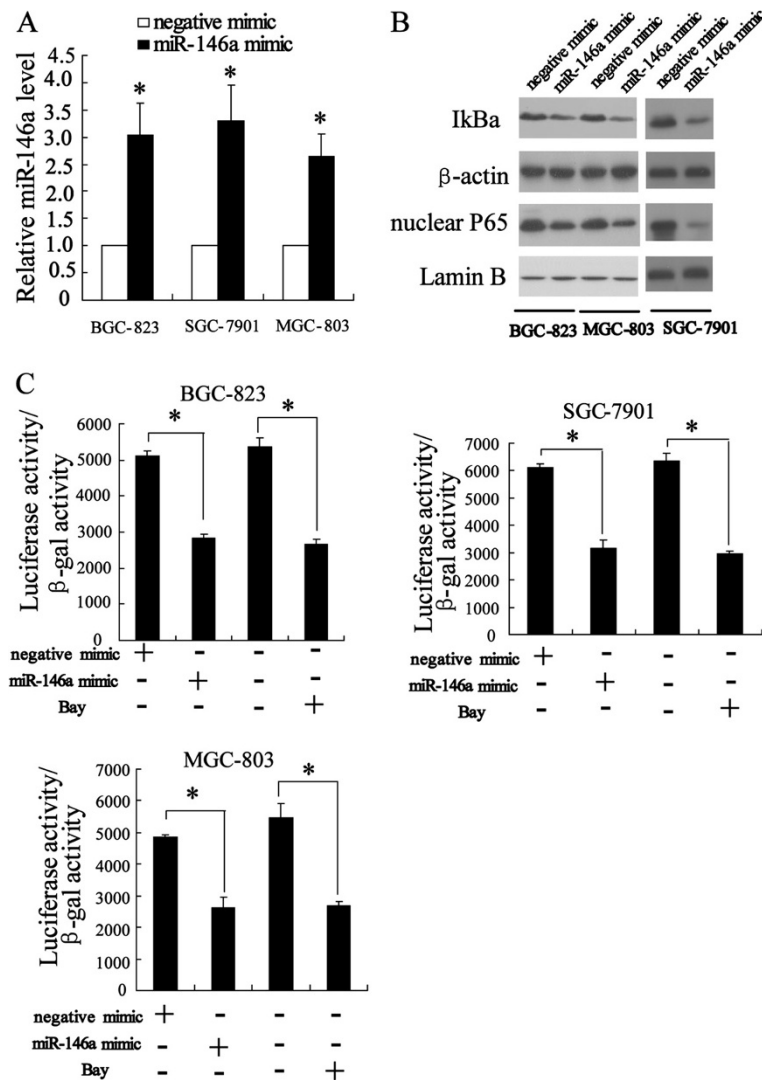 A
negative mimic
miR-146a mimic
Relative miR-146a level
4.5
4.0
3.5
3.0
2.5
2.0
1.5
1.0
0.5
0
* * *
BGC-823 SGC-7901 MGC-803
B
negative mimic miR-146a mimic negative mimic miR-146a mimic negative mimic miR-146a mimic
IkBa
β-actin
nuclear P65
Lamin B
BGC-823 MGC-803 SGC-7901
C
BGC-823
Luciferase activity/
β-gal activity
6000
5000
4000
3000
2000
1000
0
* *
negative mimic + - - -
miR-146a mimic - + - -
Bay - - - +
SGC-7901
Luciferase activity/
β-gal activity
7000
6000
5000
4000
3000
2000
1000
0
* *
negative mimic + - - -
miR-146a mimic - + - -
Bay - - - +
MGC-803
Luciferase activity/
β-gal activity
7000
6000
5000
4000
3000
2000
1000
0
* *
negative mimic + - - -
miR-146a mimic - + - -
Bay - - - +